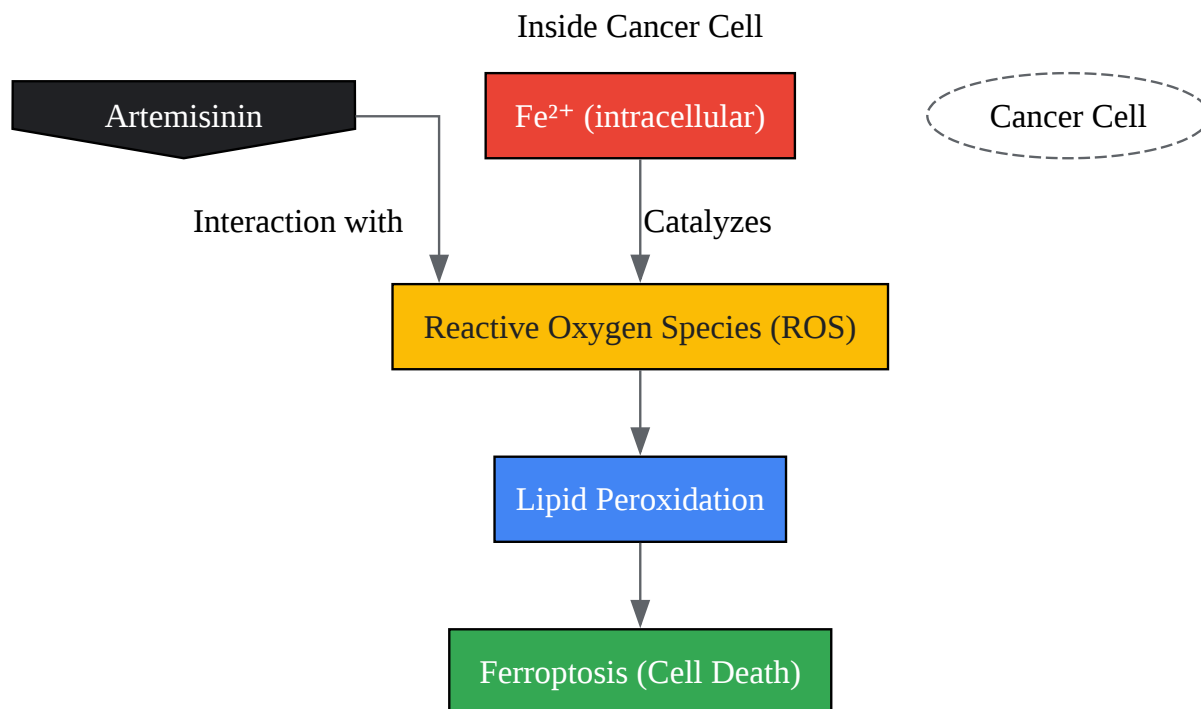 Inside Cancer Cell
Artemisinin
Fe²⁺ (intracellular)
Cancer Cell
Interaction with
Catalyzes
Reactive Oxygen Species (ROS)
Lipid Peroxidation
Ferroptosis (Cell Death)